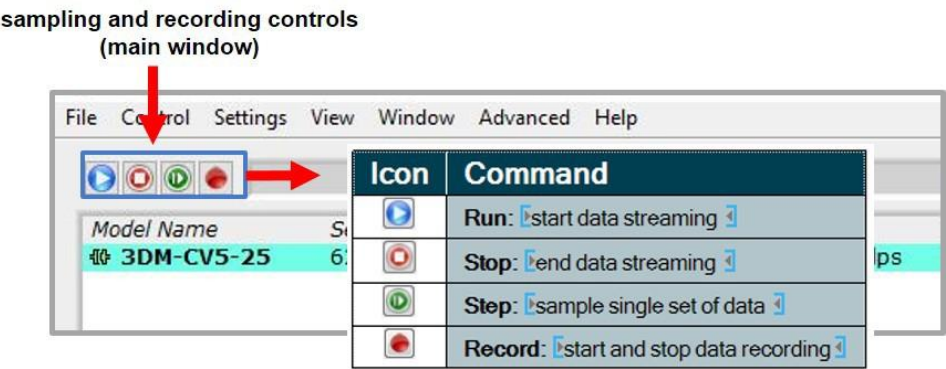 sampling and recording controls
(main window)
File Control Settings View Window Advanced Help
Icon Command
Run: start data streaming
Stop: end data streaming
Step: sample single set of data
Record: start and stop data recording
Model Name
3DM-CV5-25